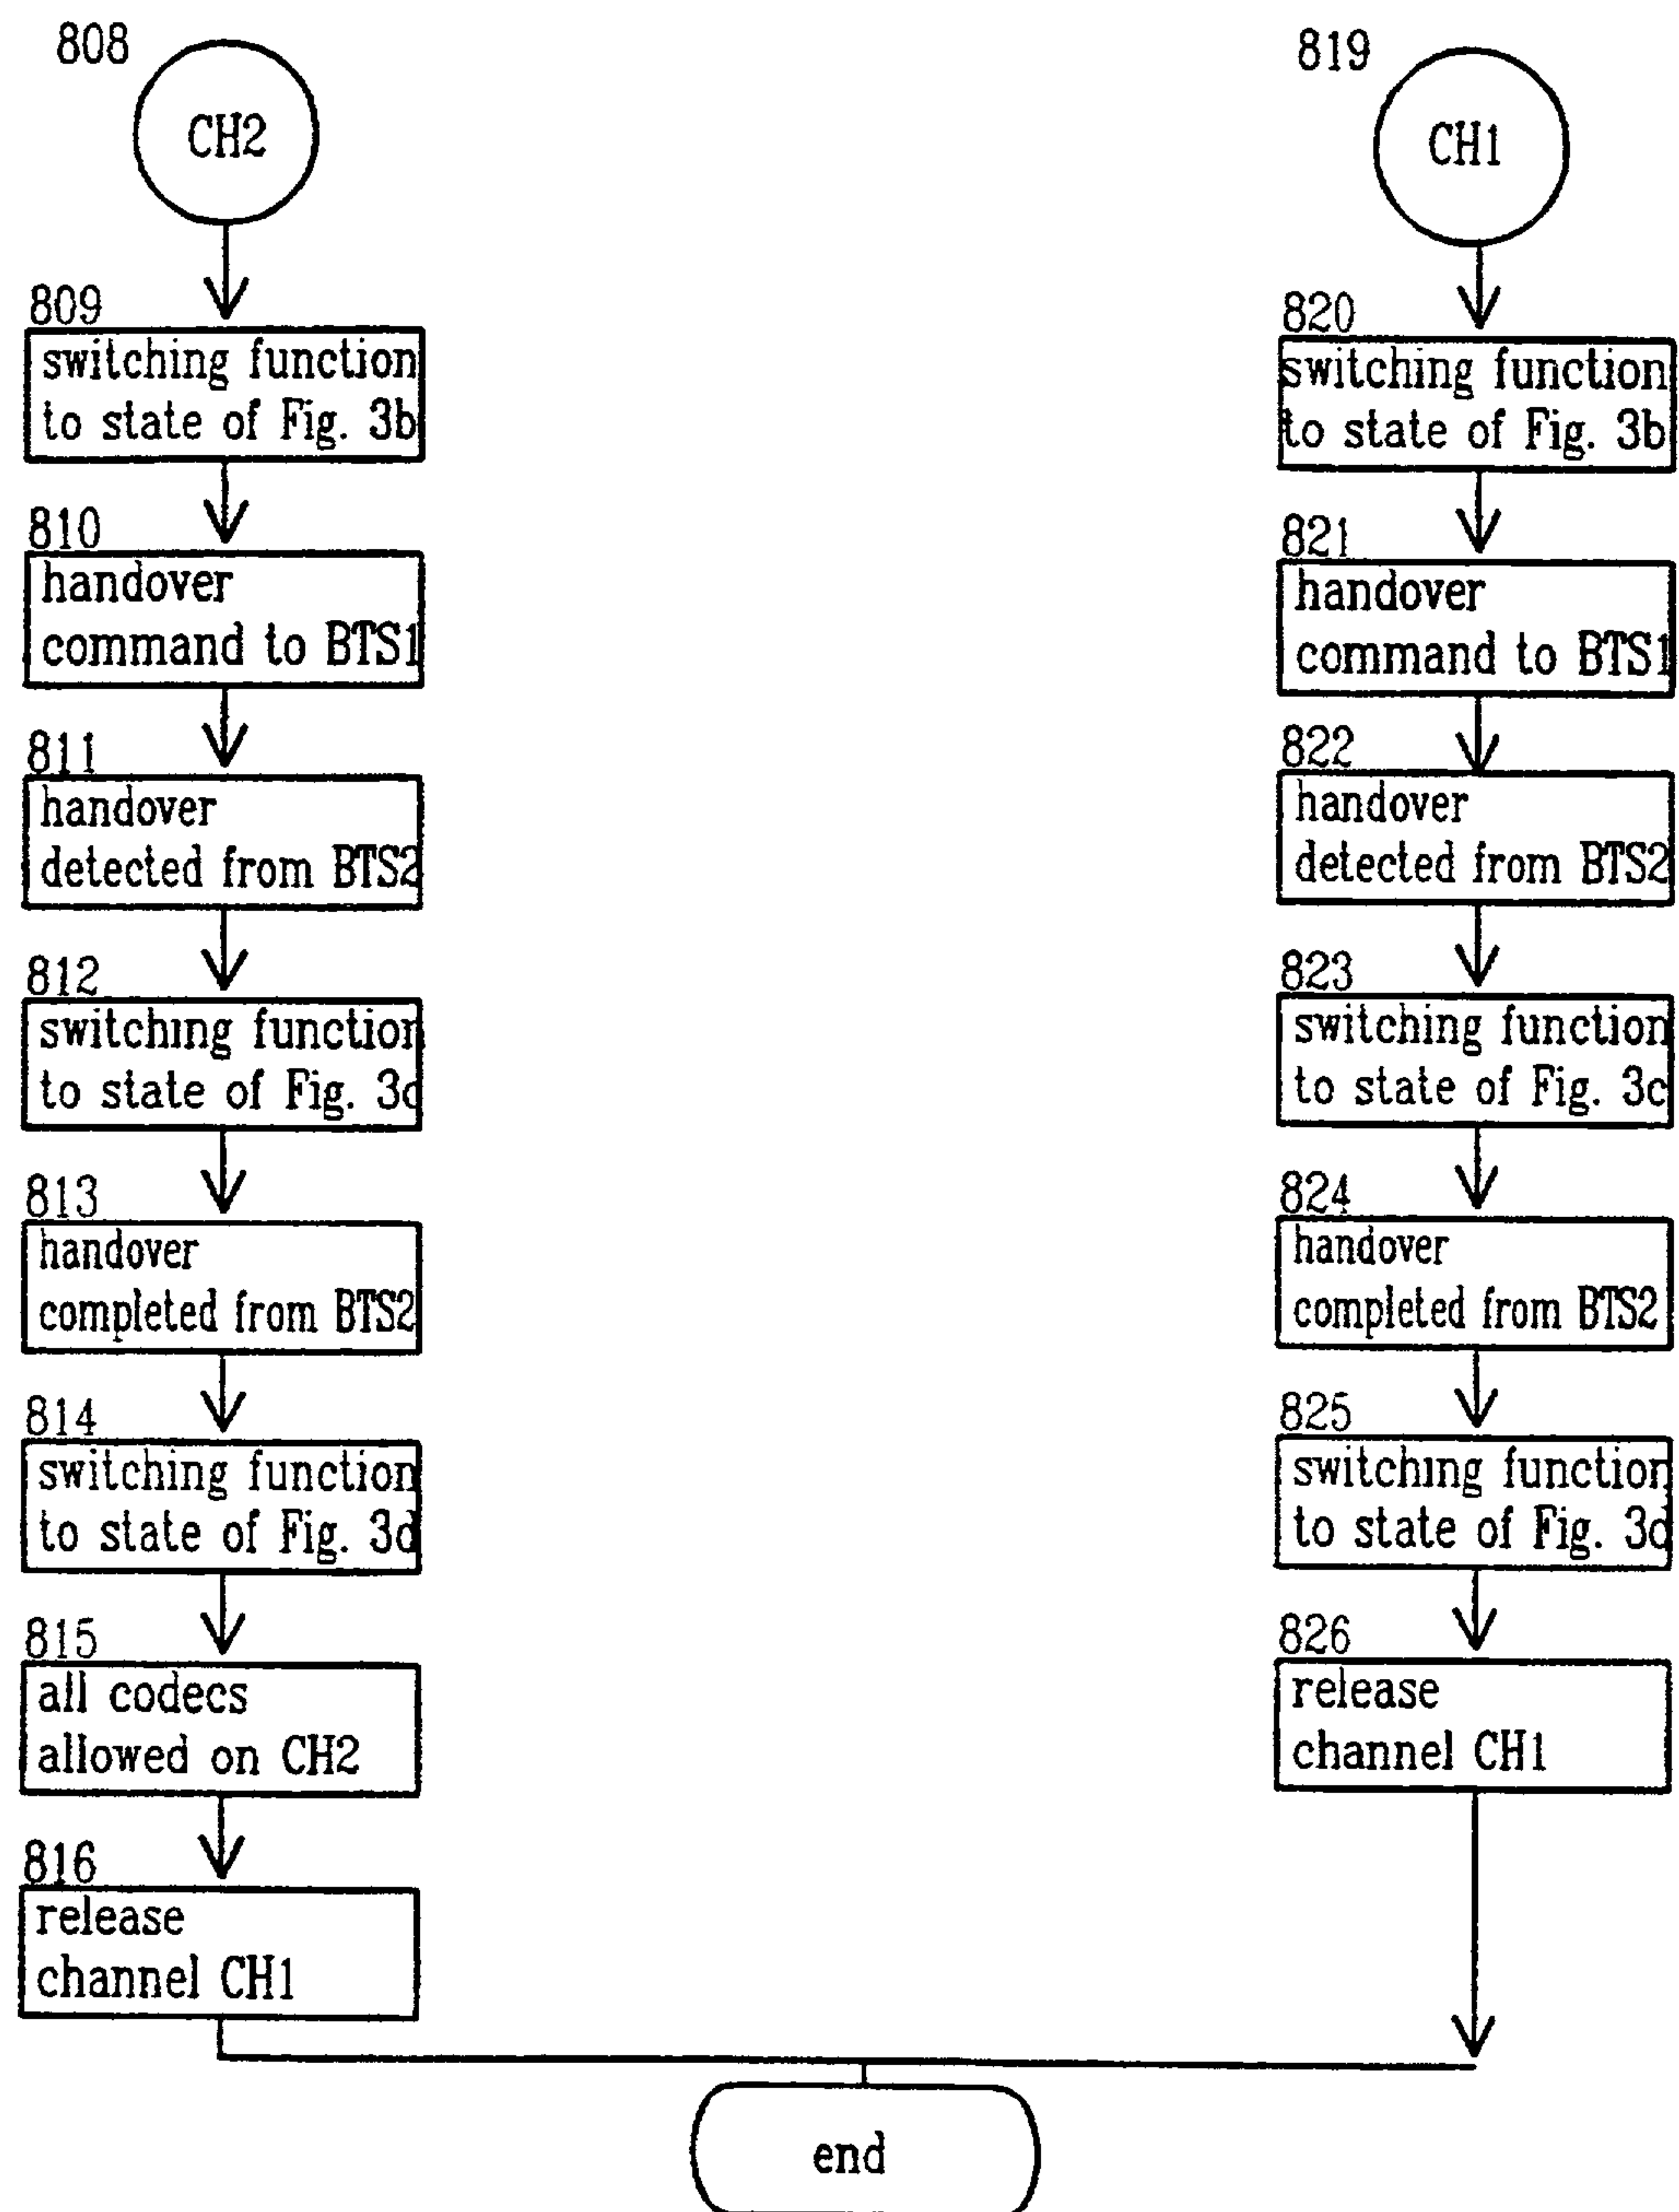 808
CH2
809
switching function
to state of Fig. 3b
810
handover
command to BTS1
811
handover
detected from BTS2
812
switching function
to state of Fig. 3c
813
handover
completed from BTS2
814
switching function
to state of Fig. 3d
815
all codecs
allowed on CH2
816
release
channel CH1
819
CH1
820
switching function
to state of Fig. 3b
821
handover
command to BTS1
822
handover
detected from BTS2
823
switching function
to state of Fig. 3c
824
handover
completed from BTS2
825
switching function
to state of Fig. 3d
826
release
channel CH1
end